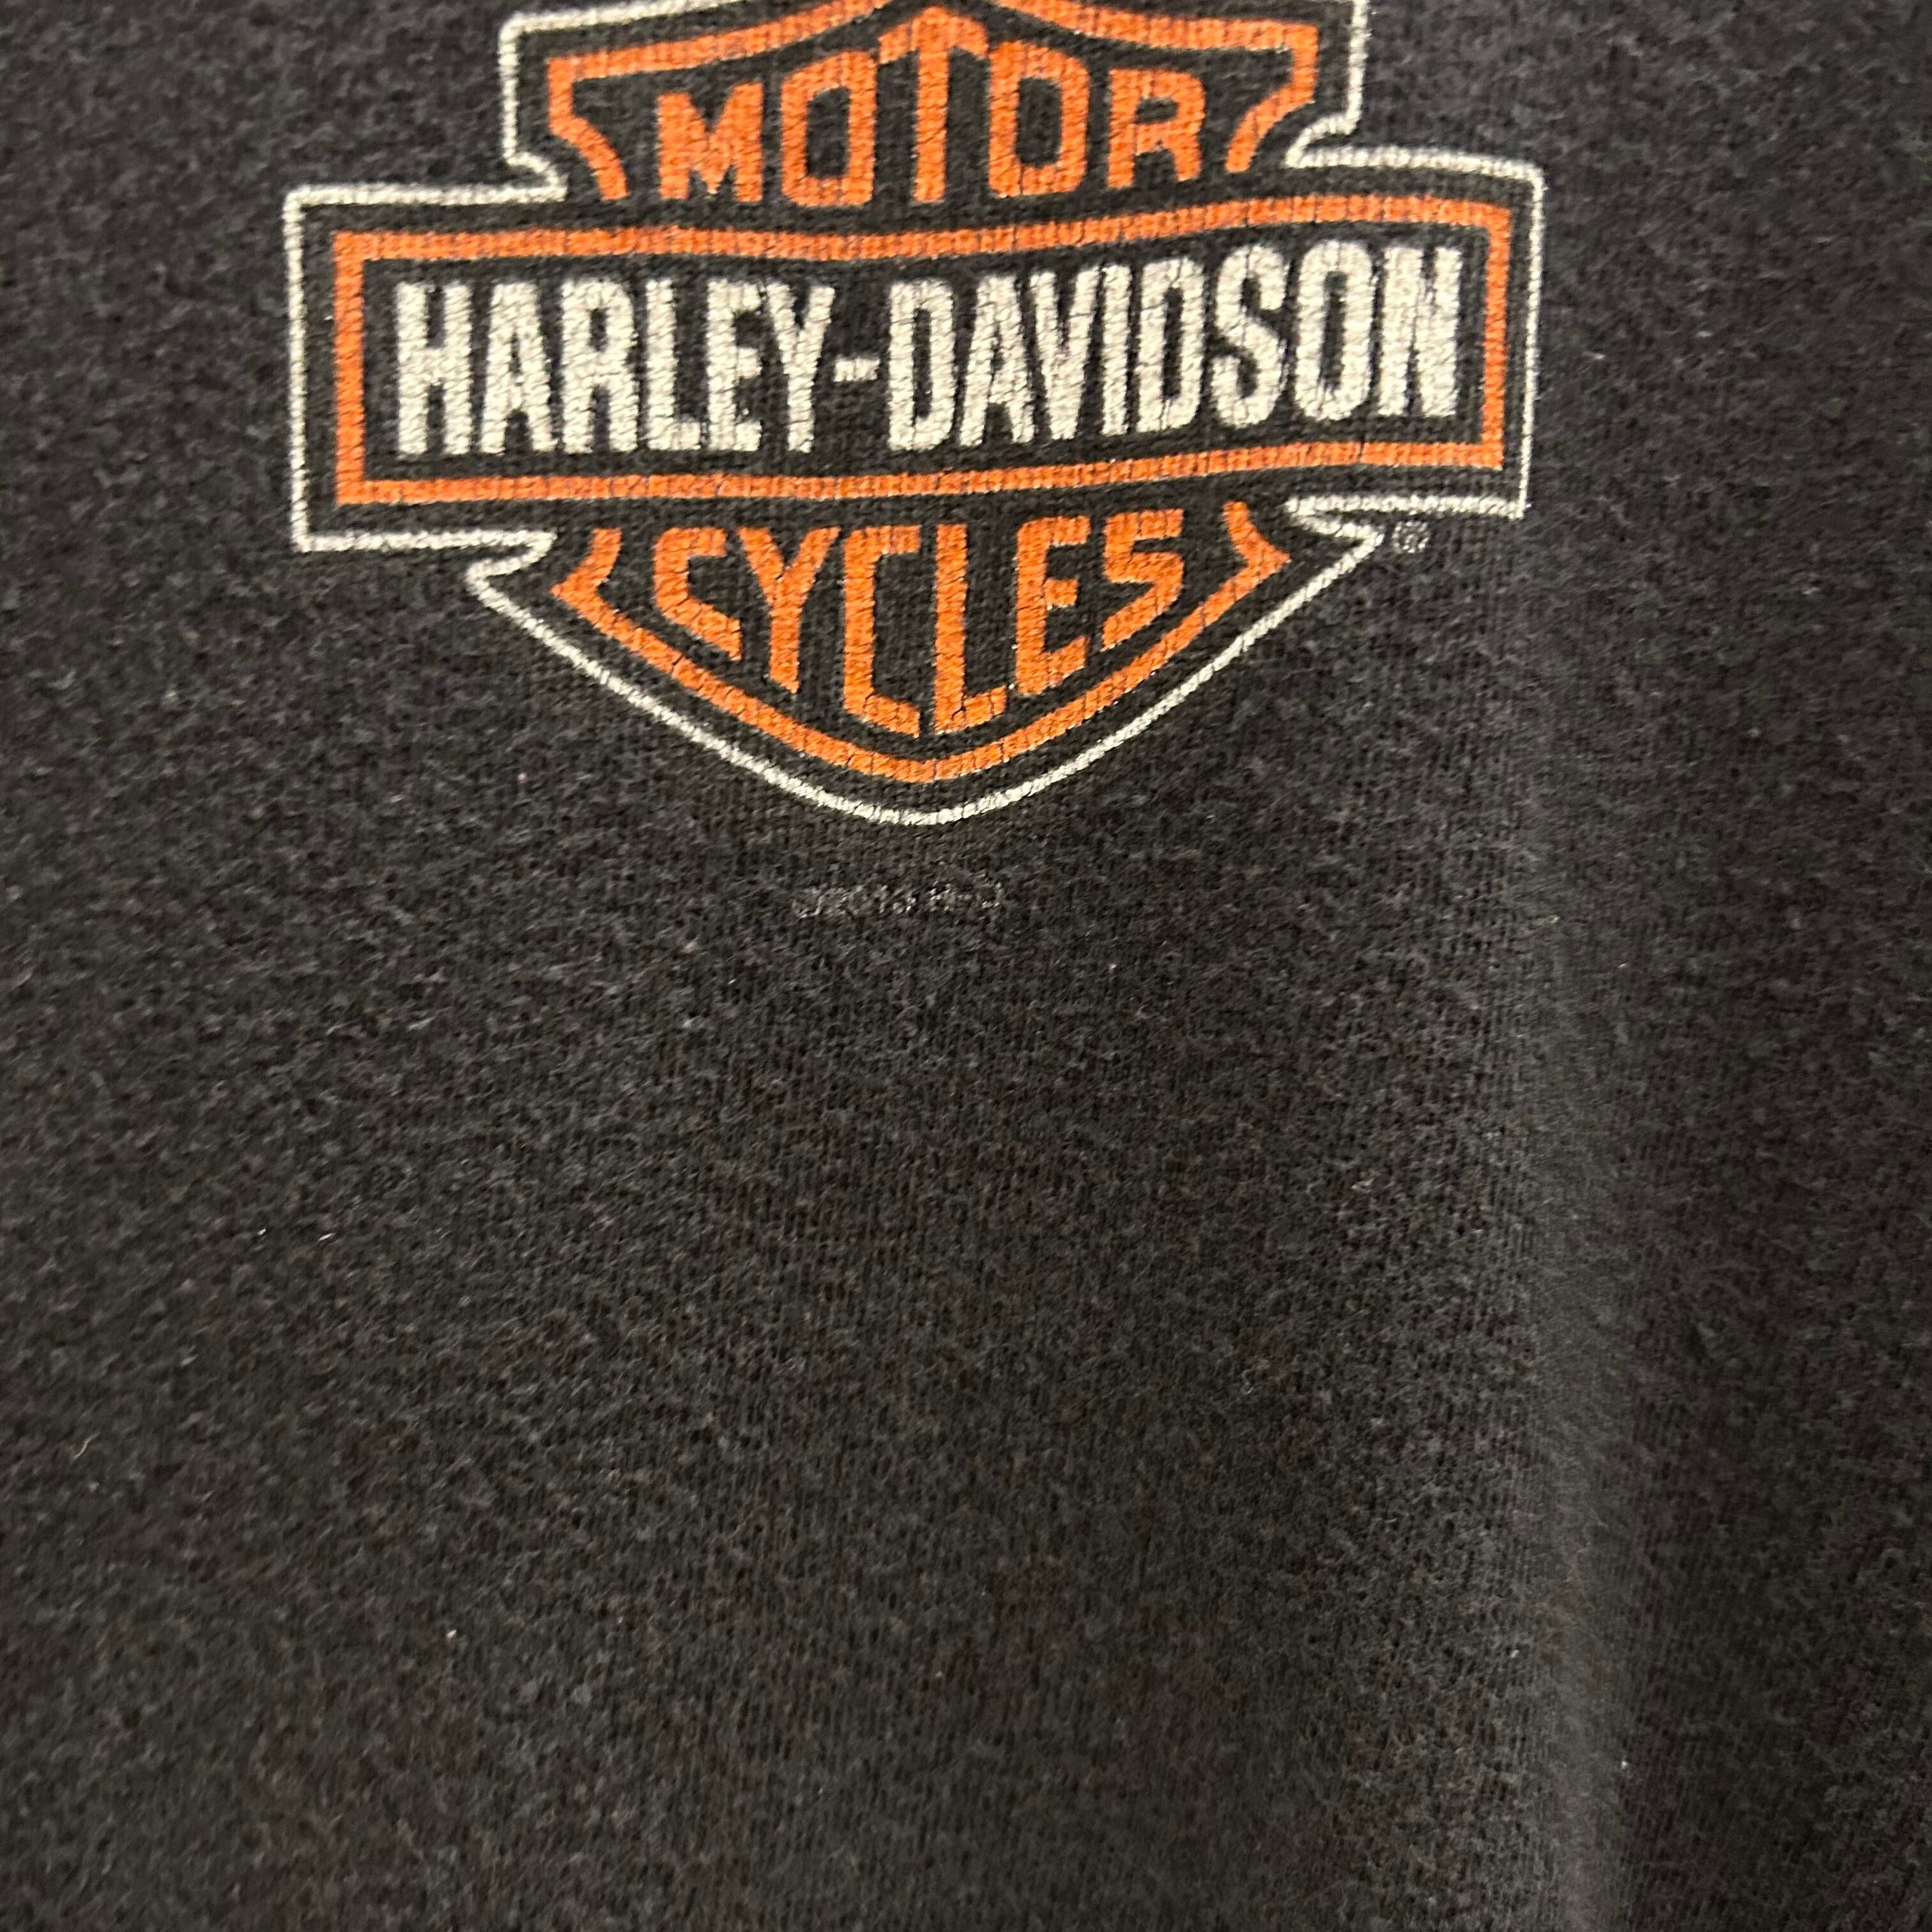 MOTOR
HARLEY-DAVIDSON
CYCLES
®